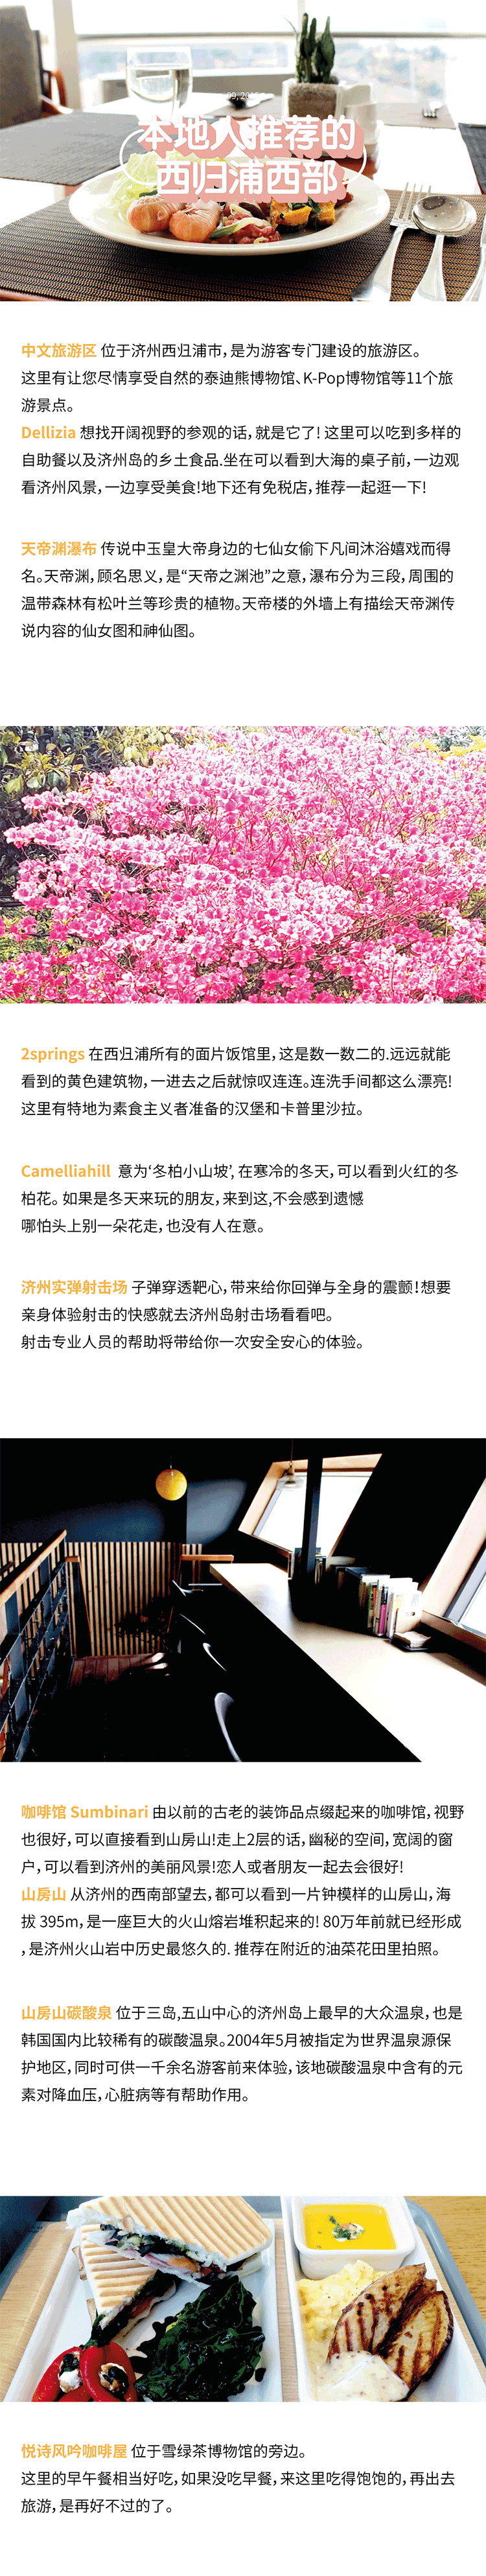 本地人推荐的
西归浦西部
中文旅游区 位于济州西归浦市，是为游客专门建设的旅游区。
这里有让您尽情享受自然的泰迪熊博物馆、K-Pop博物馆等11个旅
游景点。
Dellizia 想找开阔视野的参观的话，就是它了! 这里可以吃到多样的
自助餐以及济州岛的乡土食品.坐在可以看到大海的桌子前，一边观
看济州风景，一边享受美食!地下还有免税店，推荐一起逛一下!
天帝渊瀑布 传说中玉皇大帝身边的七仙女偷下凡间沐浴嬉戏而得
名。天帝渊，顾名思义，是“天帝之渊池”之意，瀑布分为三段，周围的
温带森林有松叶兰等珍贵的植物。天帝楼的外墙上有描绘天帝渊传
说内容的仙女图和神仙图。
2springs 在西归浦所有的面片饭馆里，这是数一数二的.远远就能
看到的黄色建筑物，一进去之后就惊叹连连。连洗手间都这么漂亮!
这里有特地为素食主义者准备的汉堡和卡普里沙拉。
Camelliahill 意为‘冬柏小山坡’, 在寒冷的冬天，可以看到火红的冬
柏花。如果是冬天来玩的朋友，来到这,不会感到遗憾
哪怕头上别一朵花走，也没有人在意。
济州实弹射击场 子弹穿透靶心，带来给你回弹与全身的震颤！想要
亲身体验射击的快感就去济州岛射击场看看吧。
射击专业人员的帮助将带给你一次安全安心的体验。
咖啡馆 Sumbinari 由以前的古老的装饰品点缀起来的咖啡馆，视野
也很好，可以直接看到山房山!走上2层的话，幽秘的空间，宽阔的窗
户，可以看到济州的美丽风景!恋人或者朋友一起去会很好!
山房山 从济州的西南部望去，都可以看到一片钟模样的山房山，海
拔 395m，是一座巨大的火山熔岩堆积起来的! 80万年前就已经形成
，是济州火山岩中历史最悠久的. 推荐在附近的油菜花田里拍照。
山房山碳酸泉 位于三岛,五山中心的济州岛上最早的大众温泉，也是
韩国国内比较稀有的碳酸温泉。2004年5月被指定为世界温泉源保
护地区，同时可供一千余名游客前来体验，该地碳酸温泉中含有的元
素对降血压，心脏病等有帮助作用。
悦诗风吟咖啡屋 位于雪绿茶博物馆的旁边。
这里的早午餐相当好吃，如果没吃早餐，来这里吃得饱饱的，再出去
旅游，是再好不过的了。